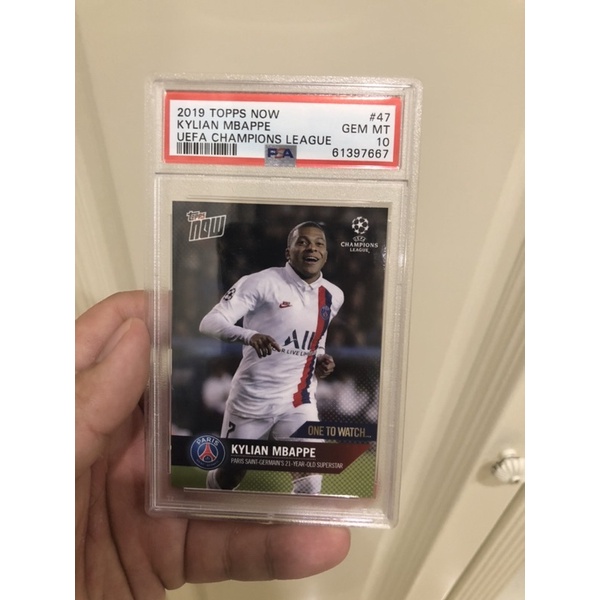 2019 TOPPS NOW #47
KYLIAN MBAPPE GEM MT
UEFA CHAMPIONS LEAGUE 10
PSA 61397667
topps NOW
UEFA
CHAMPIONS
LEAGUE
PARIS
ONE TO WATCH...
KYLIAN MBAPPE
PARIS SAINT-GERMAIN'S 21-YEAR-OLD SUPERSTAR